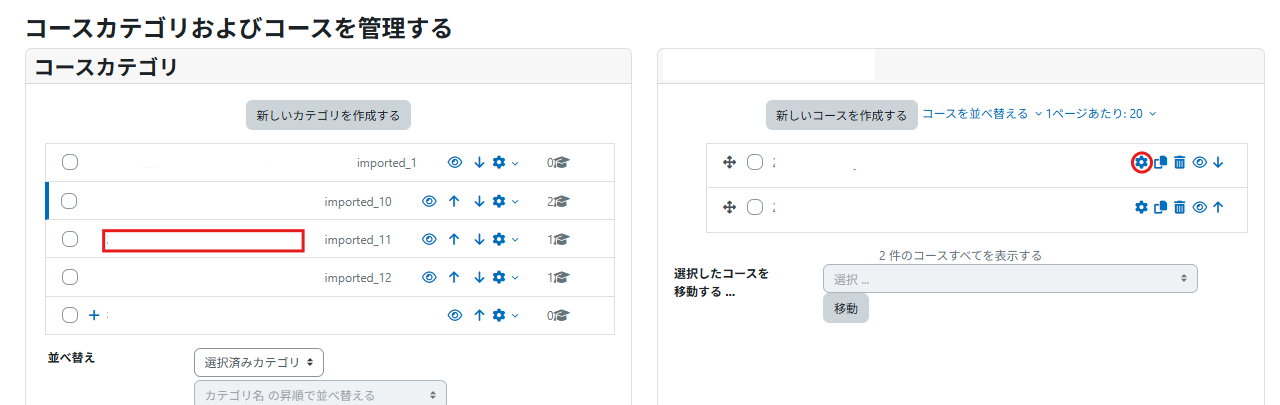 コースカテゴリおよびコースを管理する
コースカテゴリ
新しいカテゴリを作成する
imported_1 0
imported_10 2
imported_11 1
imported_12 1
0
並べ替え
選択済みカテゴリ
カテゴリ名 の昇順で並べ替える
新しいコースを作成する コースを並べ替える 1ページあたり: 20
2 件のコースすべてを表示する
選択したコースを
移動する ...
選択 ...
移動